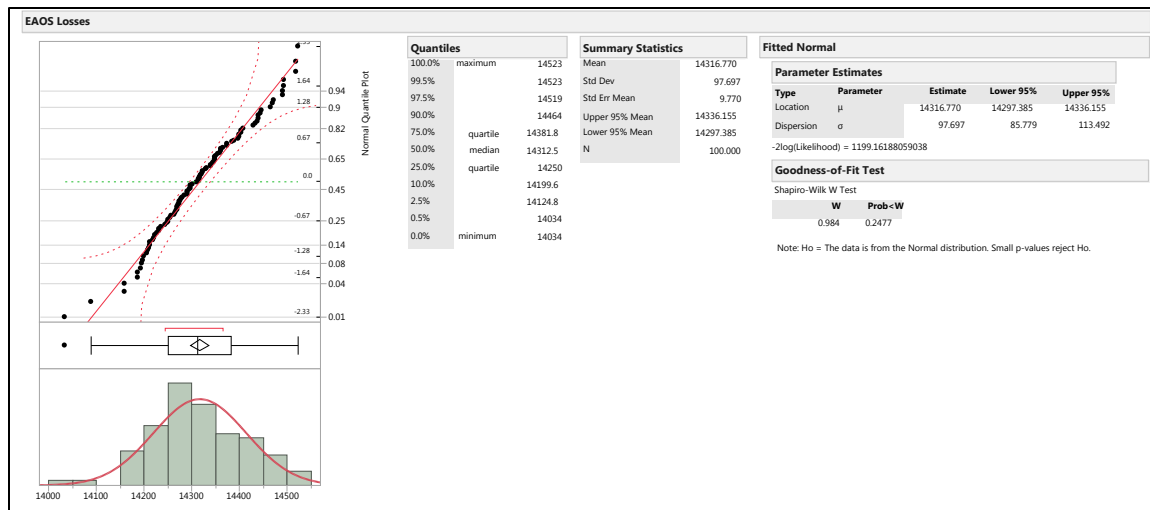 EAOS Losses
2.33
1.64
1.28
0.67
0.0
-0.67
-1.28
-1.64
-2.33
0.94
0.9
0.82
0.65
0.45
0.25
0.14
0.08
0.04
0.01
Normal Quantile Plot
14000 14100 14200 14300 14400 14500
Quantiles
100.0% maximum 14523
99.5% 14523
97.5% 14519
90.0% 14464
75.0% quartile 14381.8
50.0% median 14312.5
25.0% quartile 14250
10.0% 14199.6
2.5% 14124.8
0.5% 14034
0.0% minimum 14034
Summary Statistics
Mean 14316.770
Std Dev 97.697
Std Err Mean 9.770
Upper 95% Mean 14336.155
Lower 95% Mean 14297.385
N 100.000
Fitted Normal
Parameter Estimates
Type Parameter Estimate Lower 95% Upper 95%
Location μ 14316.770 14297.385 14336.155
Dispersion σ 97.697 85.779 113.492
-2log(Likelihood) = 1199.16188059038
Goodness-of-Fit Test
Shapiro-Wilk W Test
W Prob<W
0.984 0.2477
Note: Ho = The data is from the Normal distribution. Small p-values reject Ho.